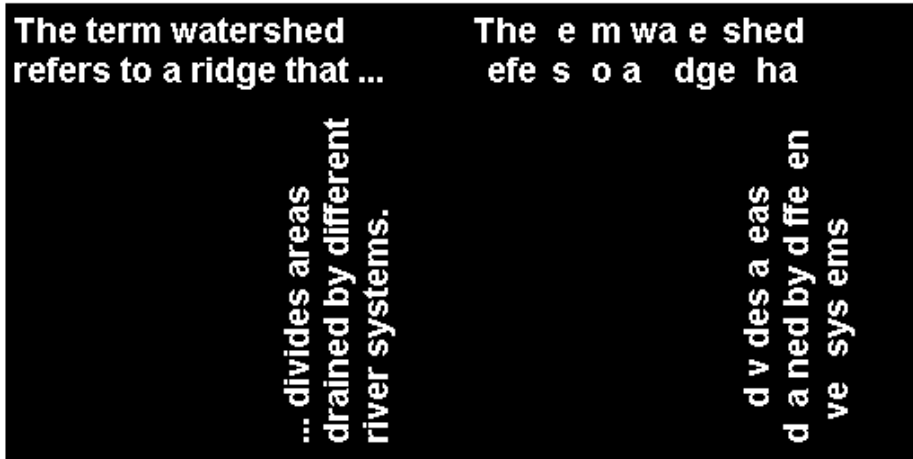 The term watershed
refers to a ridge that ...
... divides areas
drained by different
river systems.
The e m wa e shed
efe s o a dge ha
d v des a eas
d a ned by d ffe en
ve sys ems